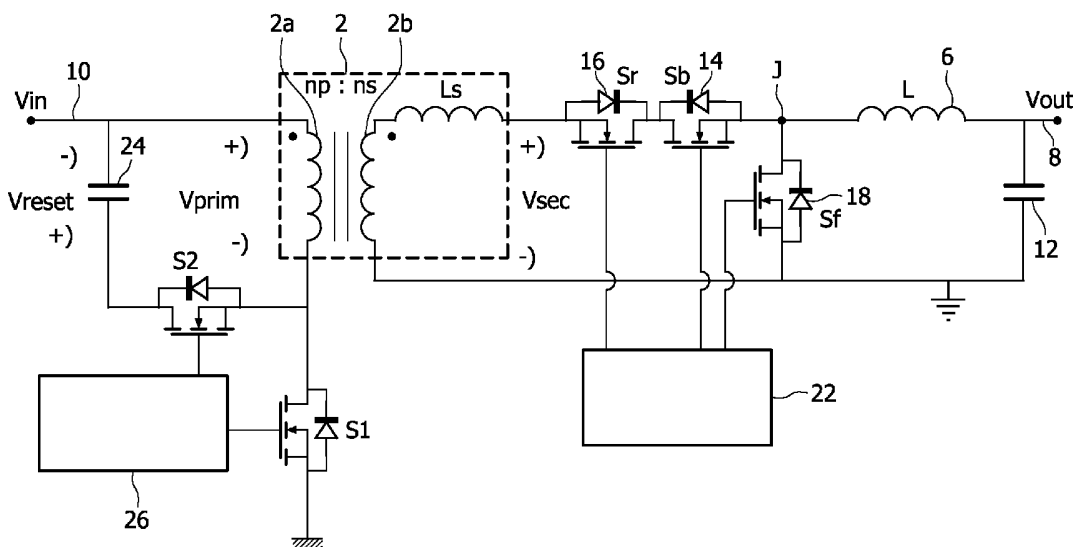 2a
2
2b
10
np : ns
Ls
16
Sr
Sb
14
J
6
L
Vin
Vout
-)
24
+)
+)
8
Vreset
Vprim
Vsec
18
+)
-)
-)
Sf
12
S2
S1
22
26